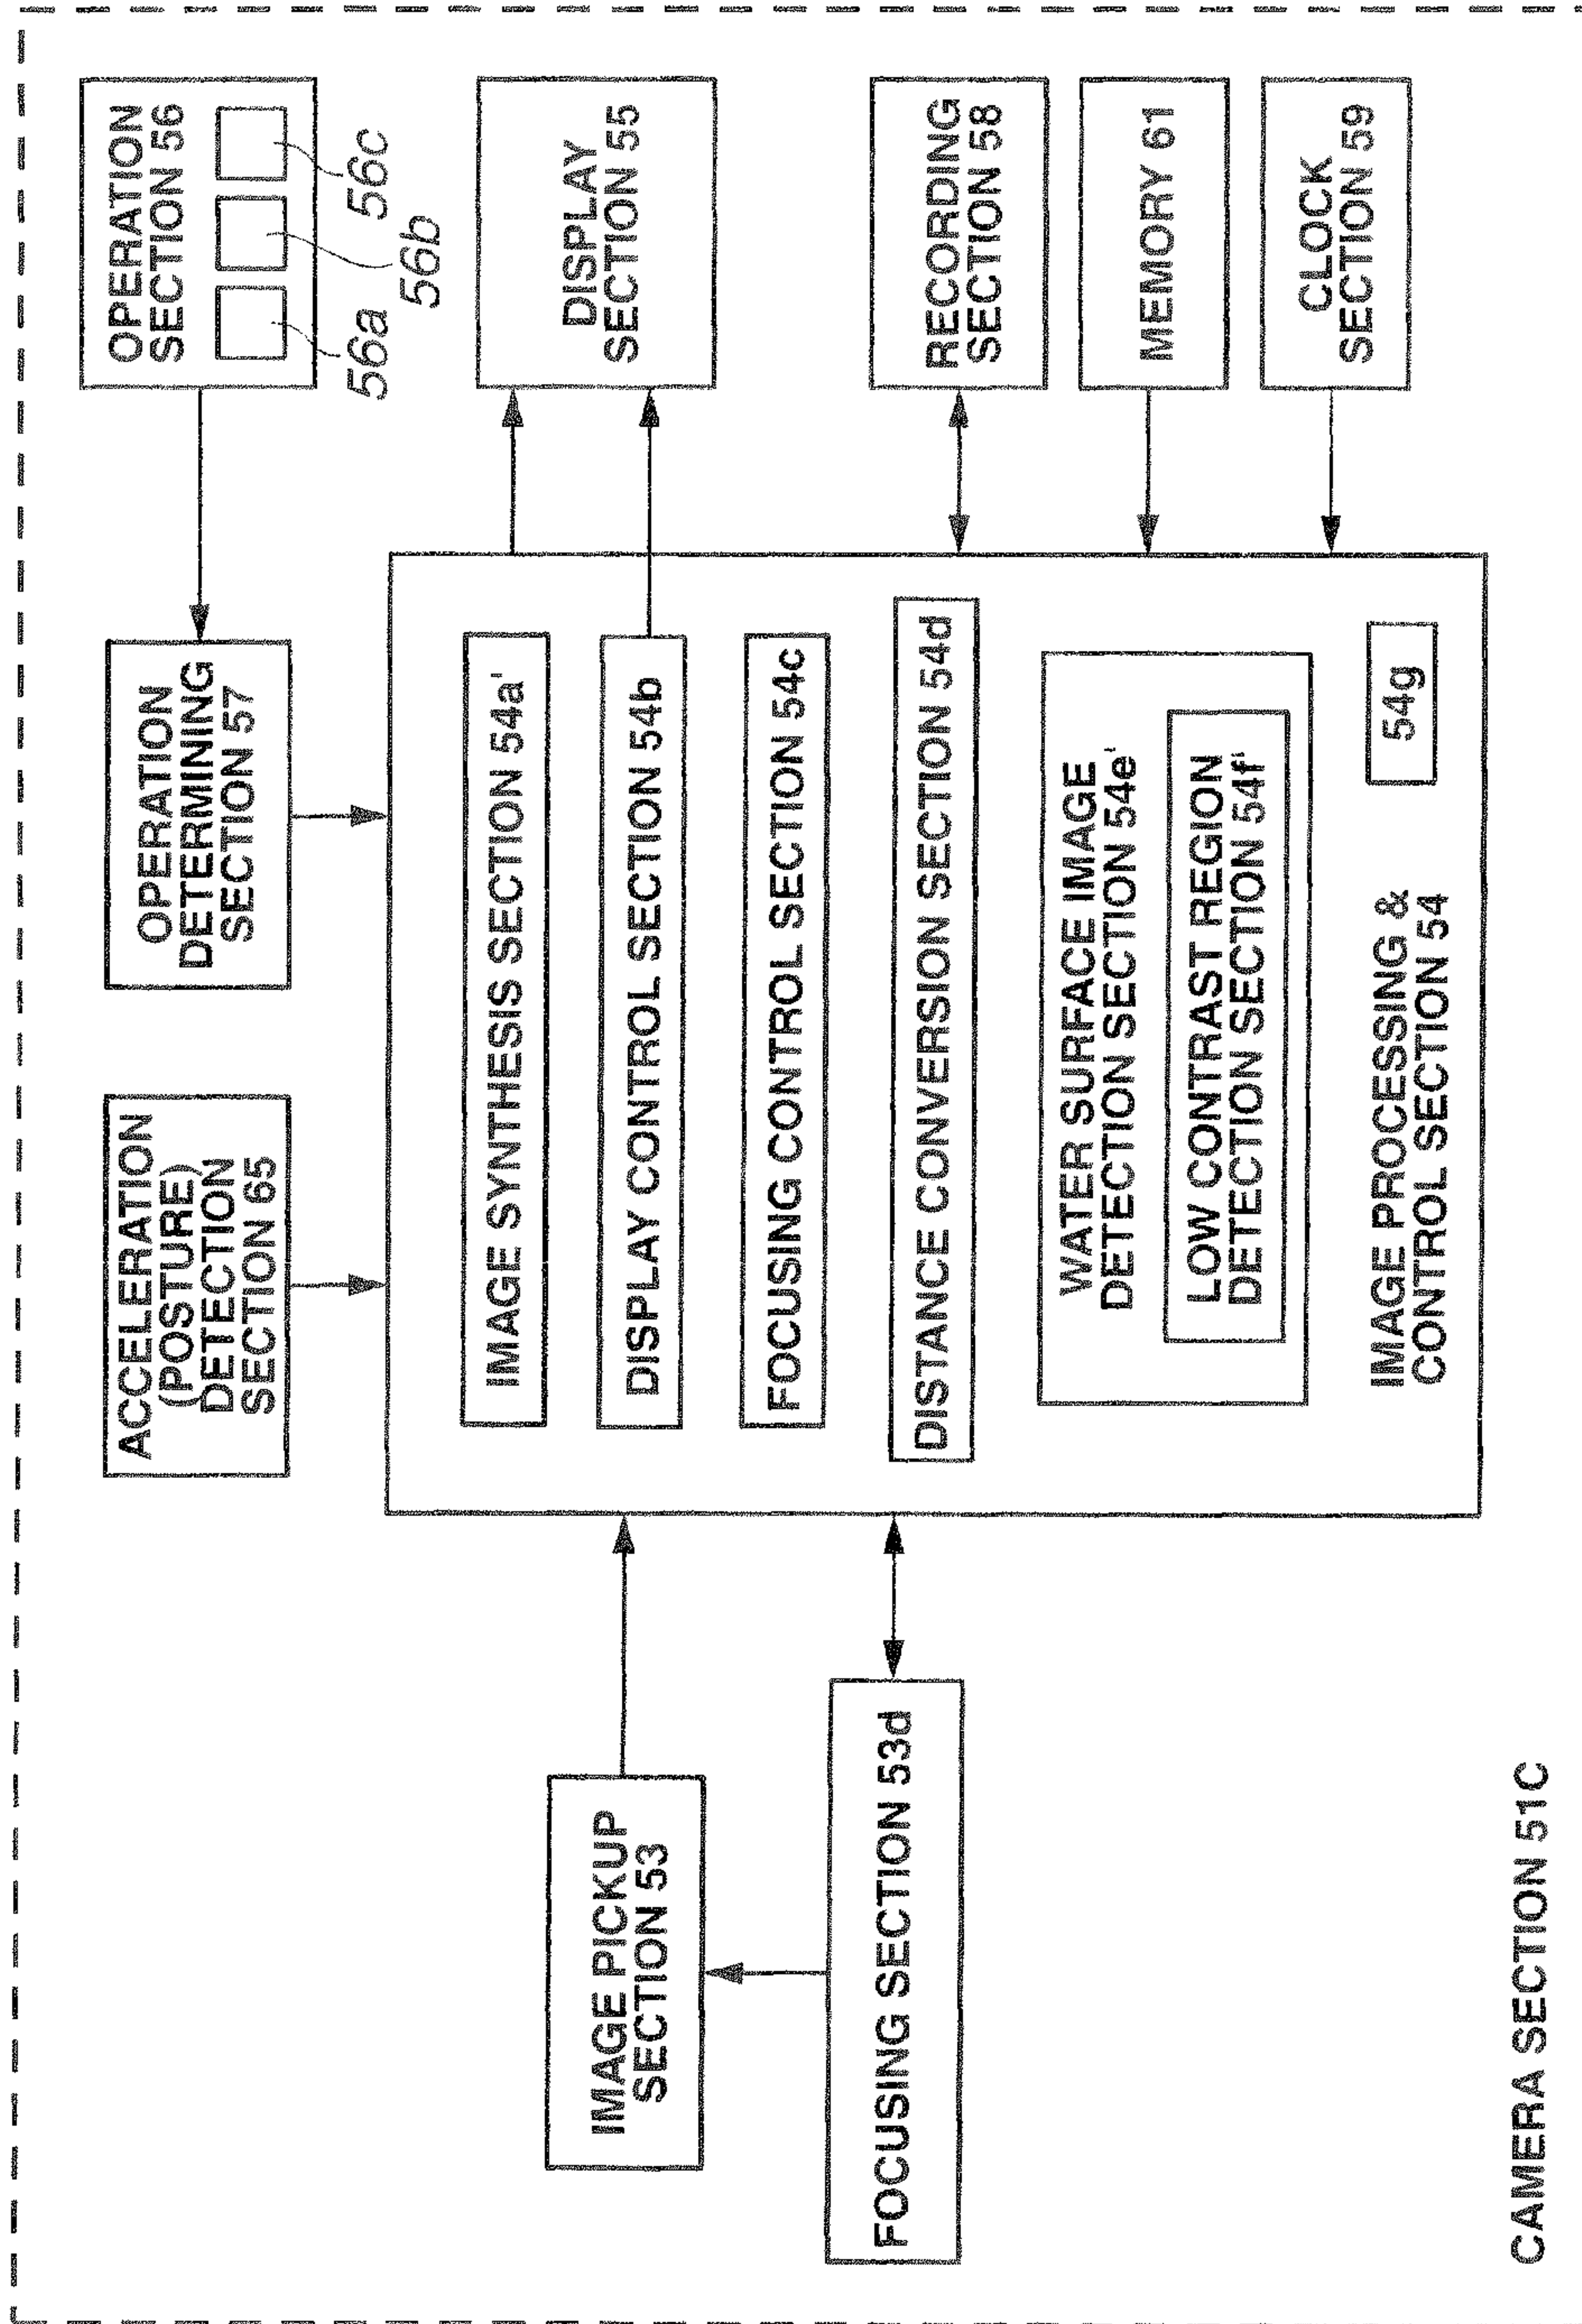 ACCELERATION
(POSTURE)
DETECTION
SECTION 65
OPERATION
DETERMINING
SECTION 57
OPERATION
SECTION 56
56a
56b
56c
IMAGE PICKUP
SECTION 53
FOCUSING SECTION 53d
IMAGE SYNTHESIS SECTION 54a'
DISPLAY CONTROL SECTION 54b
FOCUSING CONTROL SECTION 54c
DISTANCE CONVERSION SECTION 54d
WATER SURFACE IMAGE
DETECTION SECTION 54e'
LOW CONTRAST REGION
DETECTION SECTION 54f'
IMAGE PROCESSING &
CONTROL SECTION 54
54g
DISPLAY
SECTION 55
RECORDING
SECTION 58
MEMORY 61
CLOCK
SECTION 59
CAMERA SECTION 51C